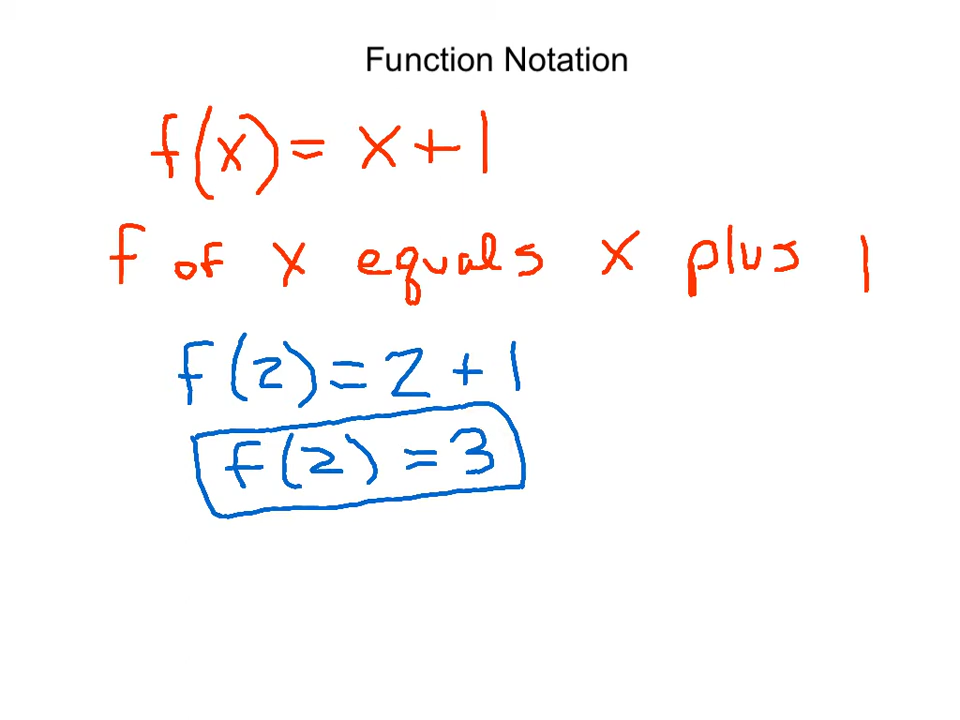 Function Notation
f(x) = x + 1
f of x equals x plus 1
f(2) = 2 + 1
f(2) = 3